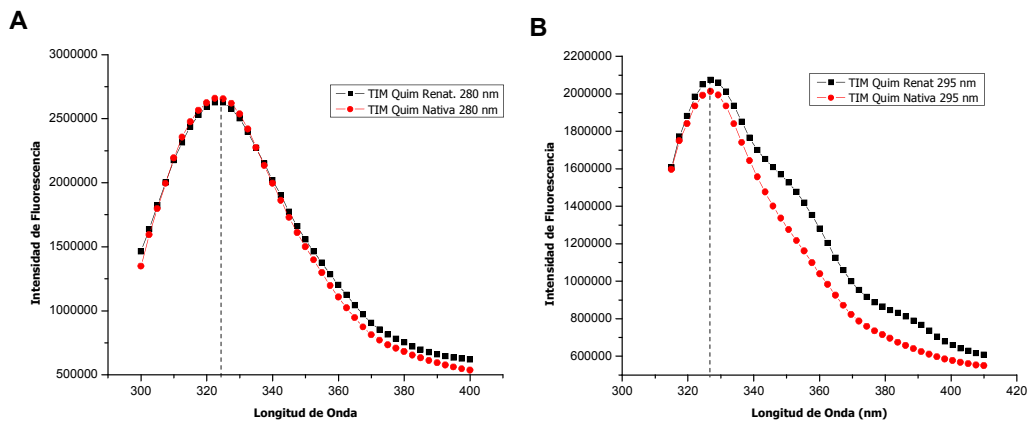 A
B
3000000
2500000
2000000
1500000
1000000
500000
Intensidad de Fluorescencia
TIM Quim Renat. 280 nm
TIM Quim Nativa 280 nm
300
320
340
360
380
400
Longitud de Onda
2200000
2000000
1800000
1600000
1400000
1200000
1000000
800000
600000
Intensidad de Fluorescencia
TIM Quim Renat 295 nm
TIM Quim Nativa 295 nm
300
320
340
360
380
400
420
Longitud de Onda (nm)